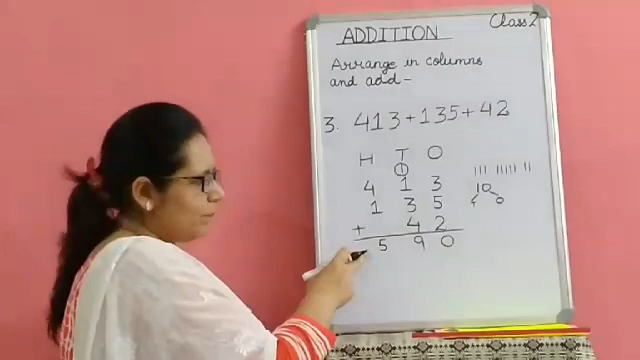 ADDITION
Class 2
Arrange in columns
and add -
3. 413 + 135 + 42
H T O
1
4 1 3
1 3 5
+ 4 2
5 9 0
||| ||||| ||
10